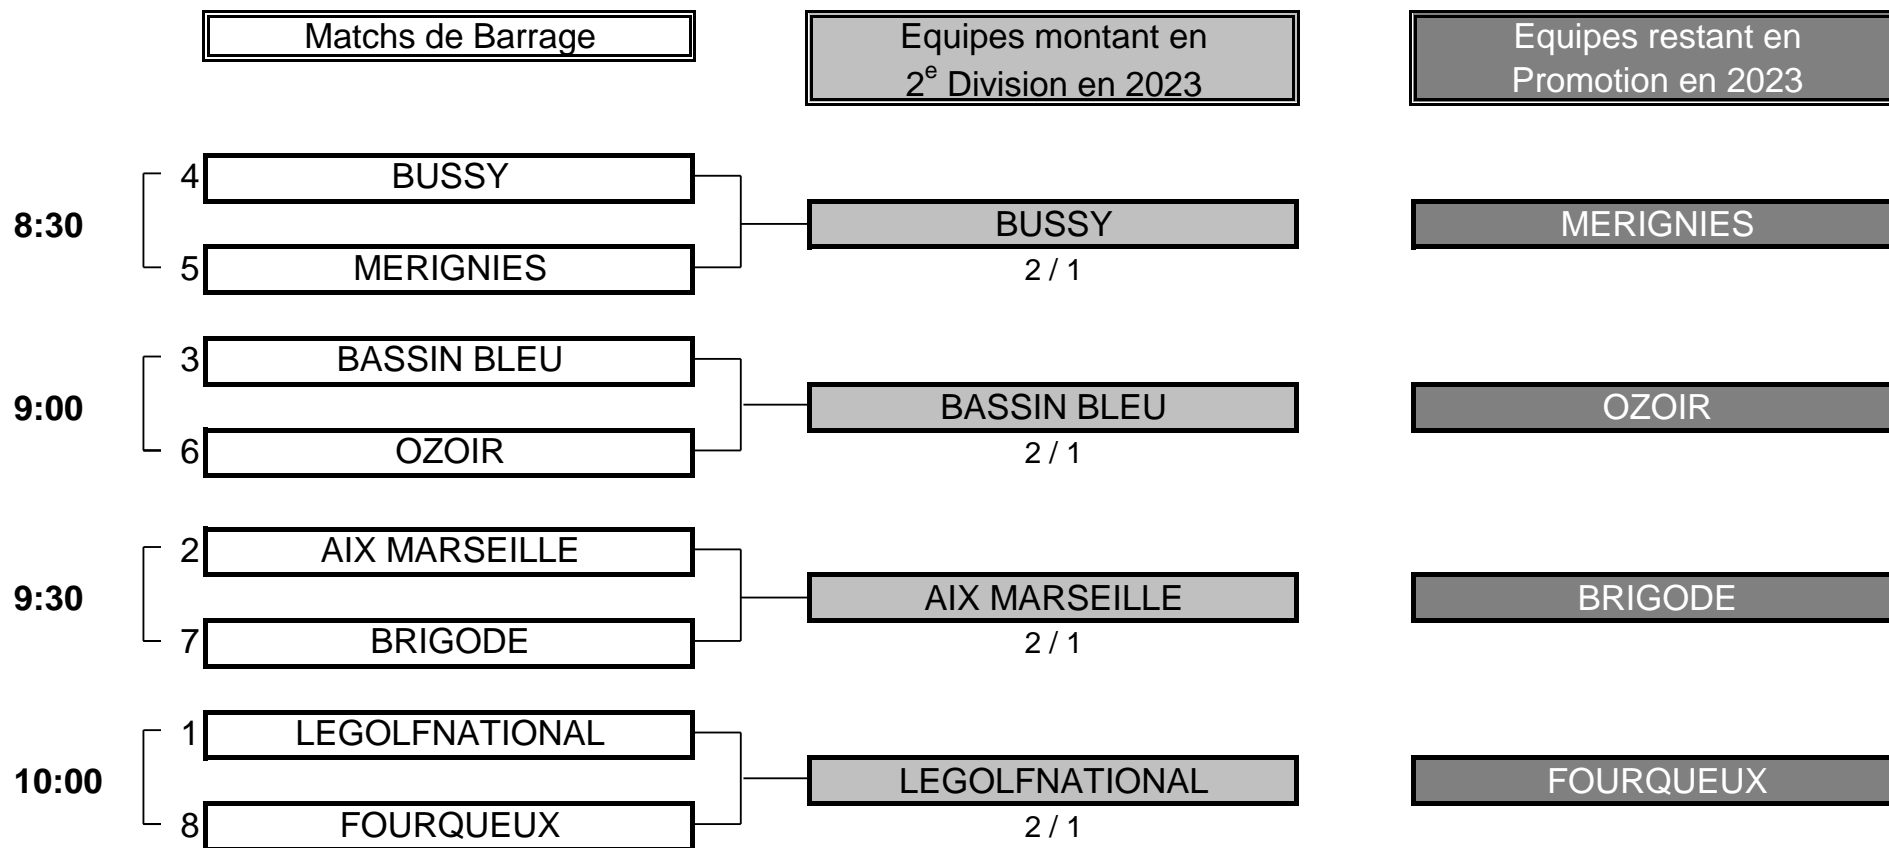 Matchs de Barrage
Equipes montant en
2e Division en 2023
Equipes restant en
Promotion en 2023
8:30
4 BUSSY
5 MERIGNIES
BUSSY
2 / 1
MERIGNIES
9:00
3 BASSIN BLEU
6 OZOIR
BASSIN BLEU
2 / 1
OZOIR
9:30
2 AIX MARSEILLE
7 BRIGODE
AIX MARSEILLE
2 / 1
BRIGODE
10:00
1 LEGOLFNATIONAL
8 FOURQUEUX
LEGOLFNATIONAL
2 / 1
FOURQUEUX